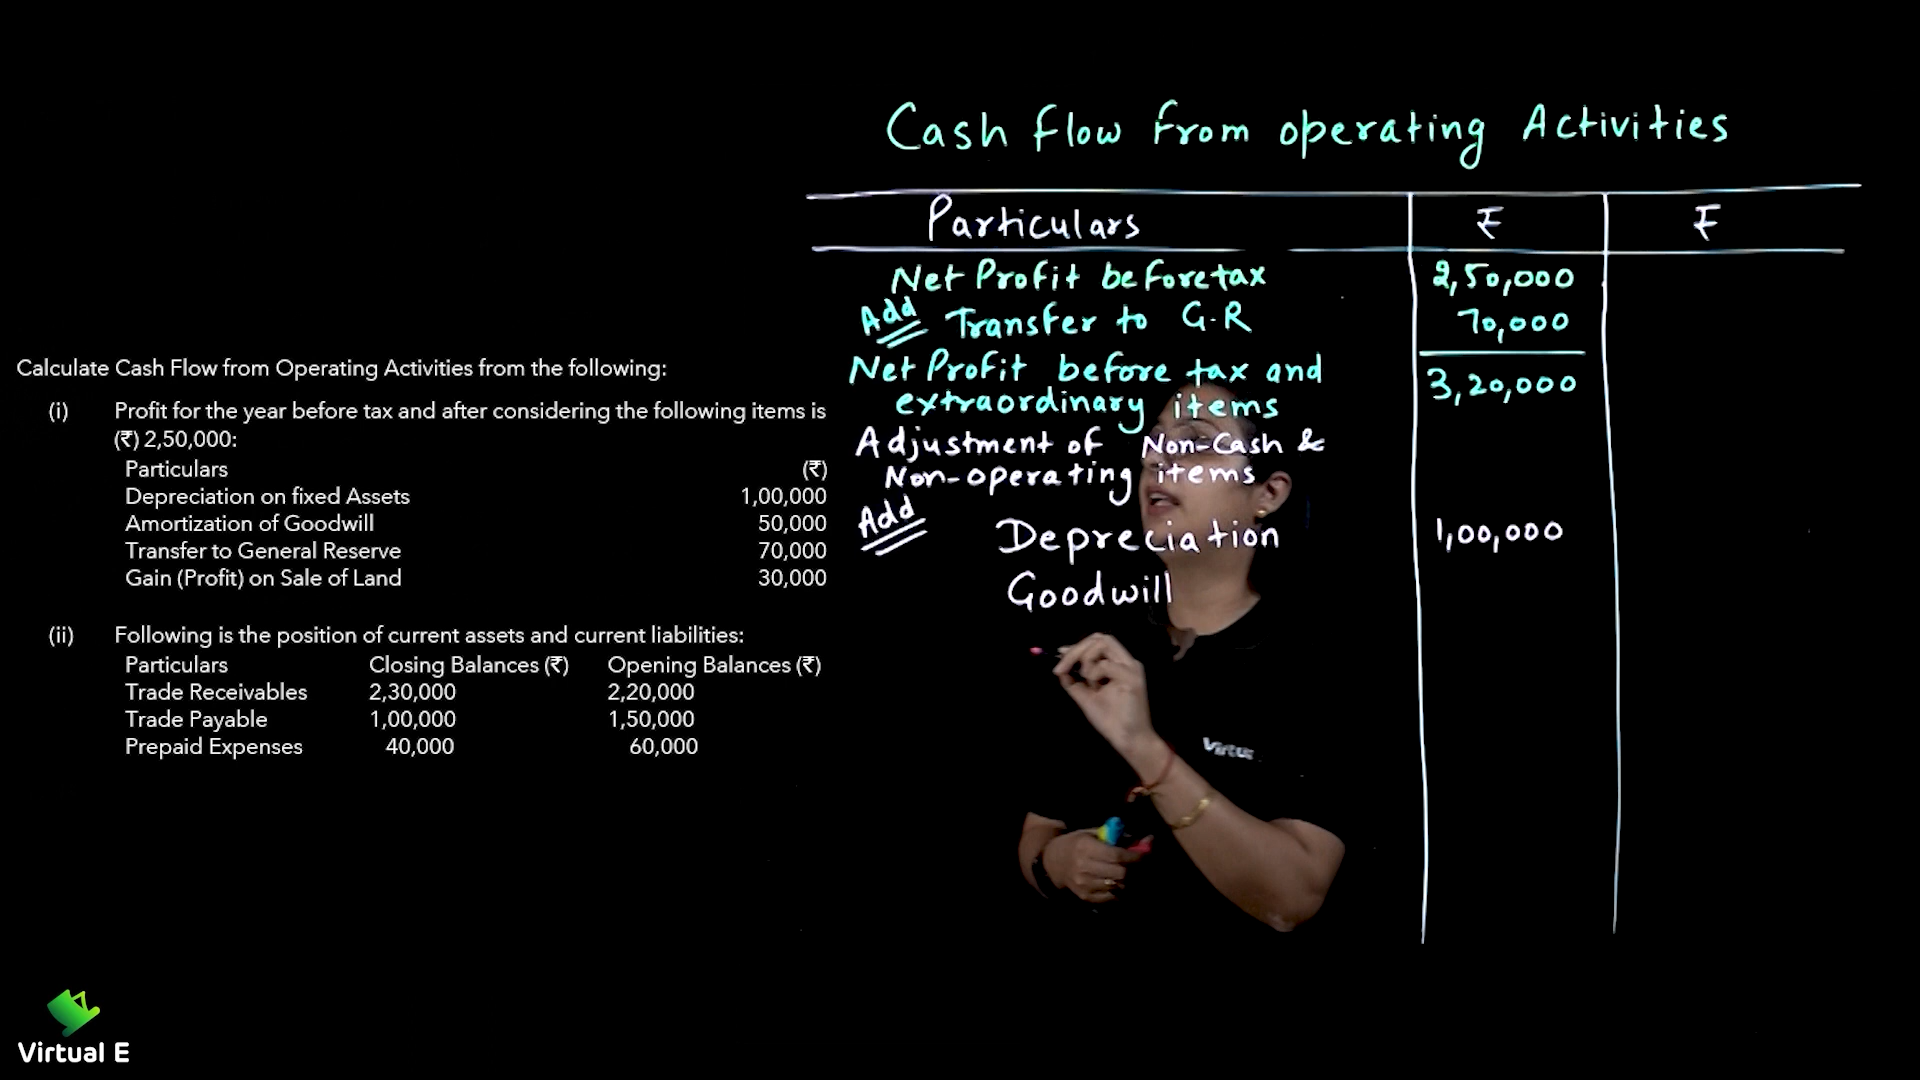 Cash flow from operating Activities
Particulars ₹ ₹
Net Profit before tax 2,50,000
Add Transfer to G.R 70,000
Net Profit before tax and 3,20,000
extraordinary items
Adjustment of Non-Cash &
Non-operating items
Add Depreciation 1,00,000
Goodwill
Calculate Cash Flow from Operating Activities from the following:
(i) Profit for the year before tax and after considering the following items is
(₹) 2,50,000:
Particulars (₹)
Depreciation on fixed Assets 1,00,000
Amortization of Goodwill 50,000
Transfer to General Reserve 70,000
Gain (Profit) on Sale of Land 30,000
(ii) Following is the position of current assets and current liabilities:
Particulars Closing Balances (₹) Opening Balances (₹)
Trade Receivables 2,30,000 2,20,000
Trade Payable 1,00,000 1,50,000
Prepaid Expenses 40,000 60,000
Virtual E